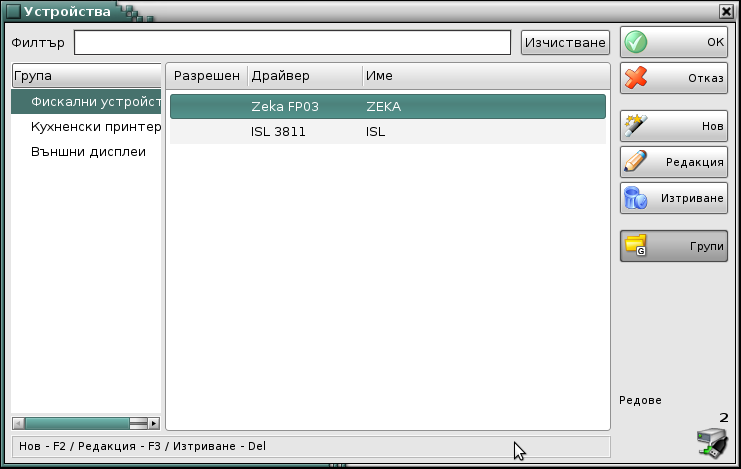 Устройства
Филтър
Изчистване
OK
Отказ
Група
Разрешен Драйвер Име
Фискални устройст
Zeka FP03 ZEKA
Кухненски принтер
ISL 3811 ISL
Външни дисплеи
Нов
Редакция
Изтриване
G Групи
Редове
2
Нов - F2 / Редакция - F3 / Изтриване - Del